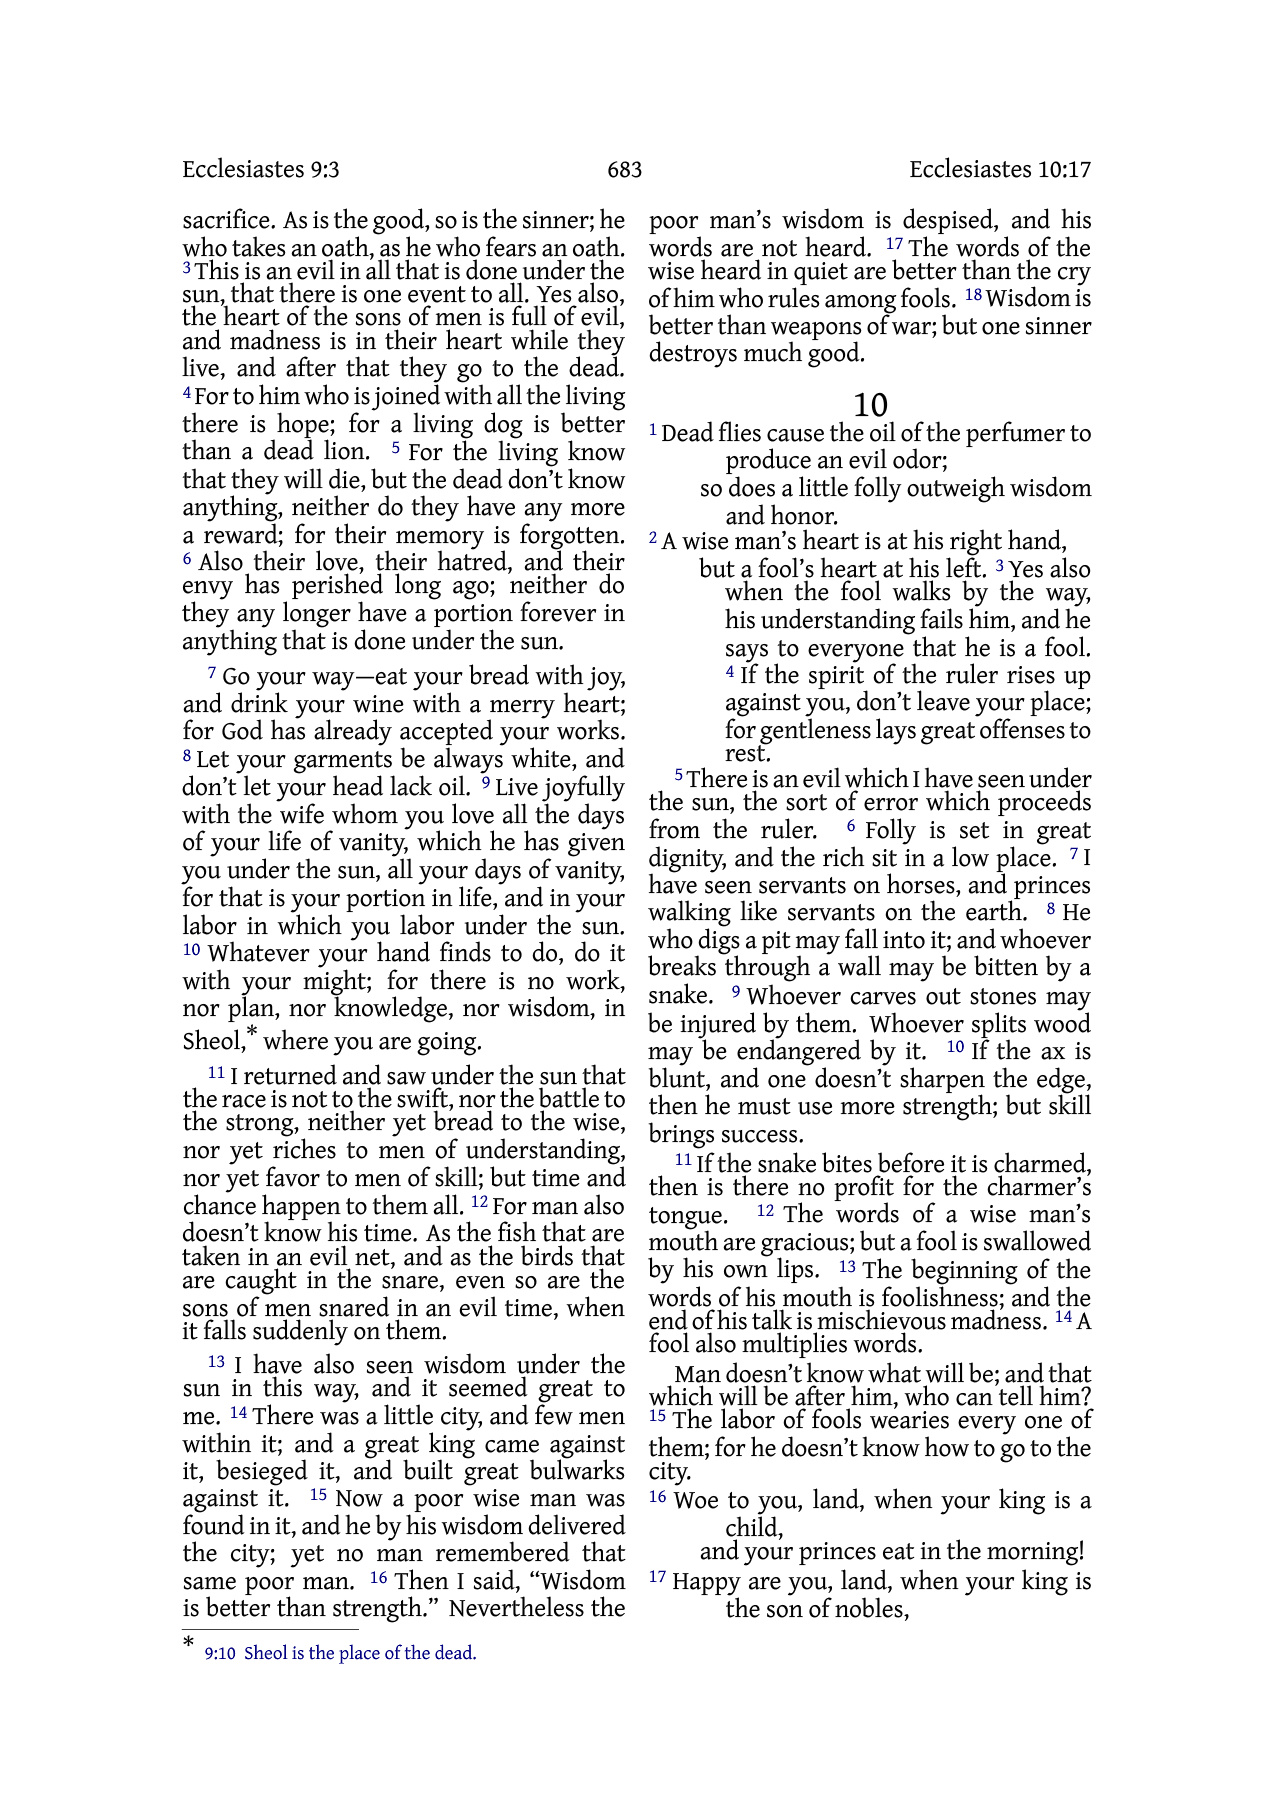 Ecclesiastes 9:3 683 Ecclesiastes 10:17
sacrifice. As is the good, so is the sinner; he
who takes an oath, as he who fears an oath.
3 This is an evil in all that is done under the
sun, that there is one event to all. Yes also,
the heart of the sons of men is full of evil,
and madness is in their heart while they
live, and after that they go to the dead.
4 For to him who is joined with all the living
there is hope; for a living dog is better
than a dead lion. 5 For the living know
that they will die, but the dead don’t know
anything, neither do they have any more
a reward; for their memory is forgotten.
6 Also their love, their hatred, and their
envy has perished long ago; neither do
they any longer have a portion forever in
anything that is done under the sun.
7 Go your way—eat your bread with joy,
and drink your wine with a merry heart;
for God has already accepted your works.
8 Let your garments be always white, and
don’t let your head lack oil. 9 Live joyfully
with the wife whom you love all the days
of your life of vanity, which he has given
you under the sun, all your days of vanity,
for that is your portion in life, and in your
labor in which you labor under the sun.
10 Whatever your hand finds to do, do it
with your might; for there is no work,
nor plan, nor knowledge, nor wisdom, in
Sheol,* where you are going.
11 I returned and saw under the sun that
the race is not to the swift, nor the battle to
the strong, neither yet bread to the wise,
nor yet riches to men of understanding,
nor yet favor to men of skill; but time and
chance happen to them all. 12 For man also
doesn’t know his time. As the fish that are
taken in an evil net, and as the birds that
are caught in the snare, even so are the
sons of men snared in an evil time, when
it falls suddenly on them.
13 I have also seen wisdom under the
sun in this way, and it seemed great to
me. 14 There was a little city, and few men
within it; and a great king came against
it, besieged it, and built great bulwarks
against it. 15 Now a poor wise man was
found in it, and he by his wisdom delivered
the city; yet no man remembered that
same poor man. 16 Then I said, “Wisdom
is better than strength.” Nevertheless the
* 9:10 Sheol is the place of the dead.
poor man’s wisdom is despised, and his
words are not heard. 17 The words of the
wise heard in quiet are better than the cry
of him who rules among fools. 18 Wisdom is
better than weapons of war; but one sinner
destroys much good.
10
1 Dead flies cause the oil of the perfumer to
produce an evil odor;
so does a little folly outweigh wisdom
and honor.
2 A wise man’s heart is at his right hand,
but a fool’s heart at his left. 3 Yes also
when the fool walks by the way,
his understanding fails him, and he
says to everyone that he is a fool.
4 If the spirit of the ruler rises up
against you, don’t leave your place;
for gentleness lays great offenses to
rest.
5 There is an evil which I have seen under
the sun, the sort of error which proceeds
from the ruler. 6 Folly is set in great
dignity, and the rich sit in a low place. 7 I
have seen servants on horses, and princes
walking like servants on the earth. 8 He
who digs a pit may fall into it; and whoever
breaks through a wall may be bitten by a
snake. 9 Whoever carves out stones may
be injured by them. Whoever splits wood
may be endangered by it. 10 If the ax is
blunt, and one doesn’t sharpen the edge,
then he must use more strength; but skill
brings success.
11 If the snake bites before it is charmed,
then is there no profit for the charmer’s
tongue. 12 The words of a wise man’s
mouth are gracious; but a fool is swallowed
by his own lips. 13 The beginning of the
words of his mouth is foolishness; and the
end of his talk is mischievous madness. 14 A
fool also multiplies words.
Man doesn’t know what will be; and that
which will be after him, who can tell him?
15 The labor of fools wearies every one of
them; for he doesn’t know how to go to the
city.
16 Woe to you, land, when your king is a
child,
and your princes eat in the morning!
17 Happy are you, land, when your king is
the son of nobles,